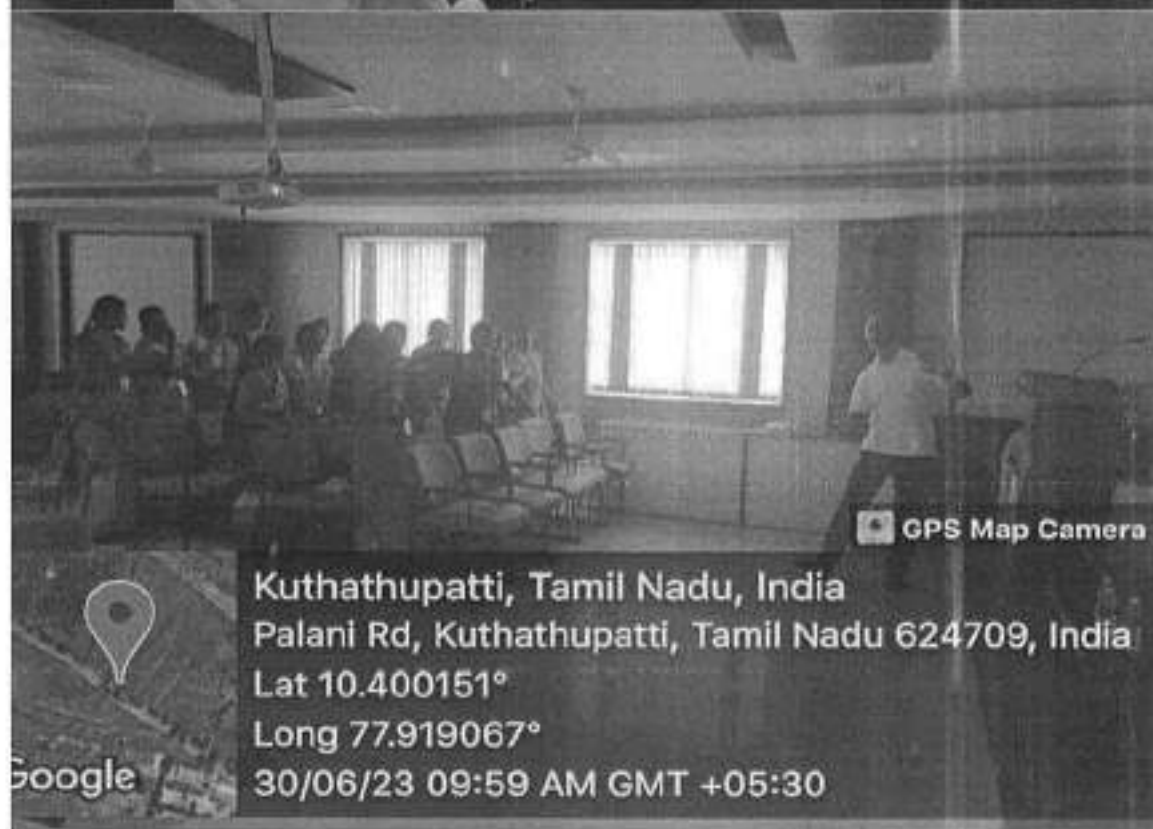 GPS Map Camera
Kuthathupatti, Tamil Nadu, India
Palani Rd, Kuthathupatti, Tamil Nadu 624709, India
Lat 10.400151°
Long 77.919067°
30/06/23 09:59 AM GMT +05:30
Google